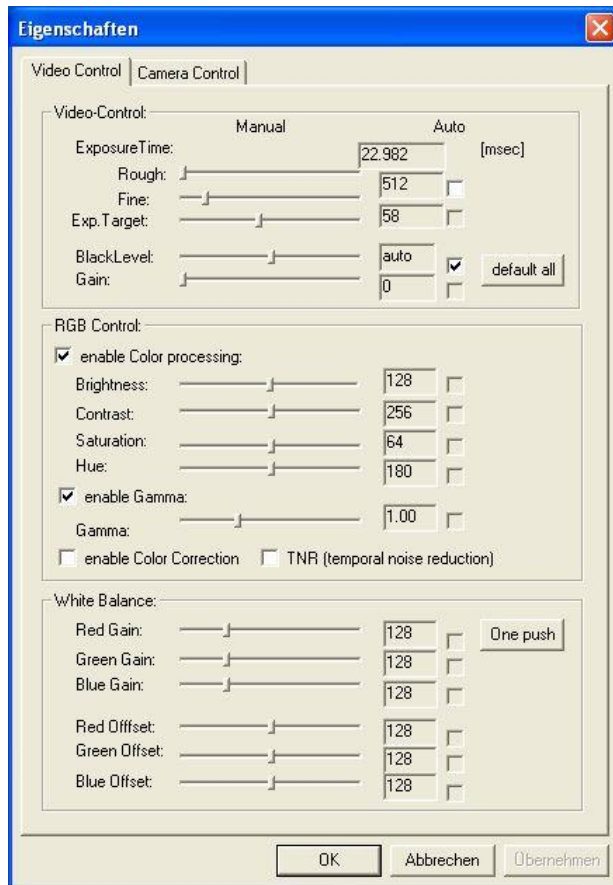 Eigenschaften
Video Control Camera Control
Video-Control:
Manual Auto
ExposureTime: 22.982 [msec]
Rough: 512
Fine:
Exp.Target: 58
BlackLevel: auto default all
Gain: 0
RGB Control:
enable Color processing:
Brightness: 128
Contrast: 256
Saturation: 64
Hue: 180
enable Gamma:
Gamma: 1.00
enable Color Correction TNR (temporal noise reduction)
White Balance:
Red Gain: 128 One push
Green Gain: 128
Blue Gain: 128
Red Offfset: 128
Green Offset: 128
Blue Offset: 128
OK Abbrechen Übernehmen